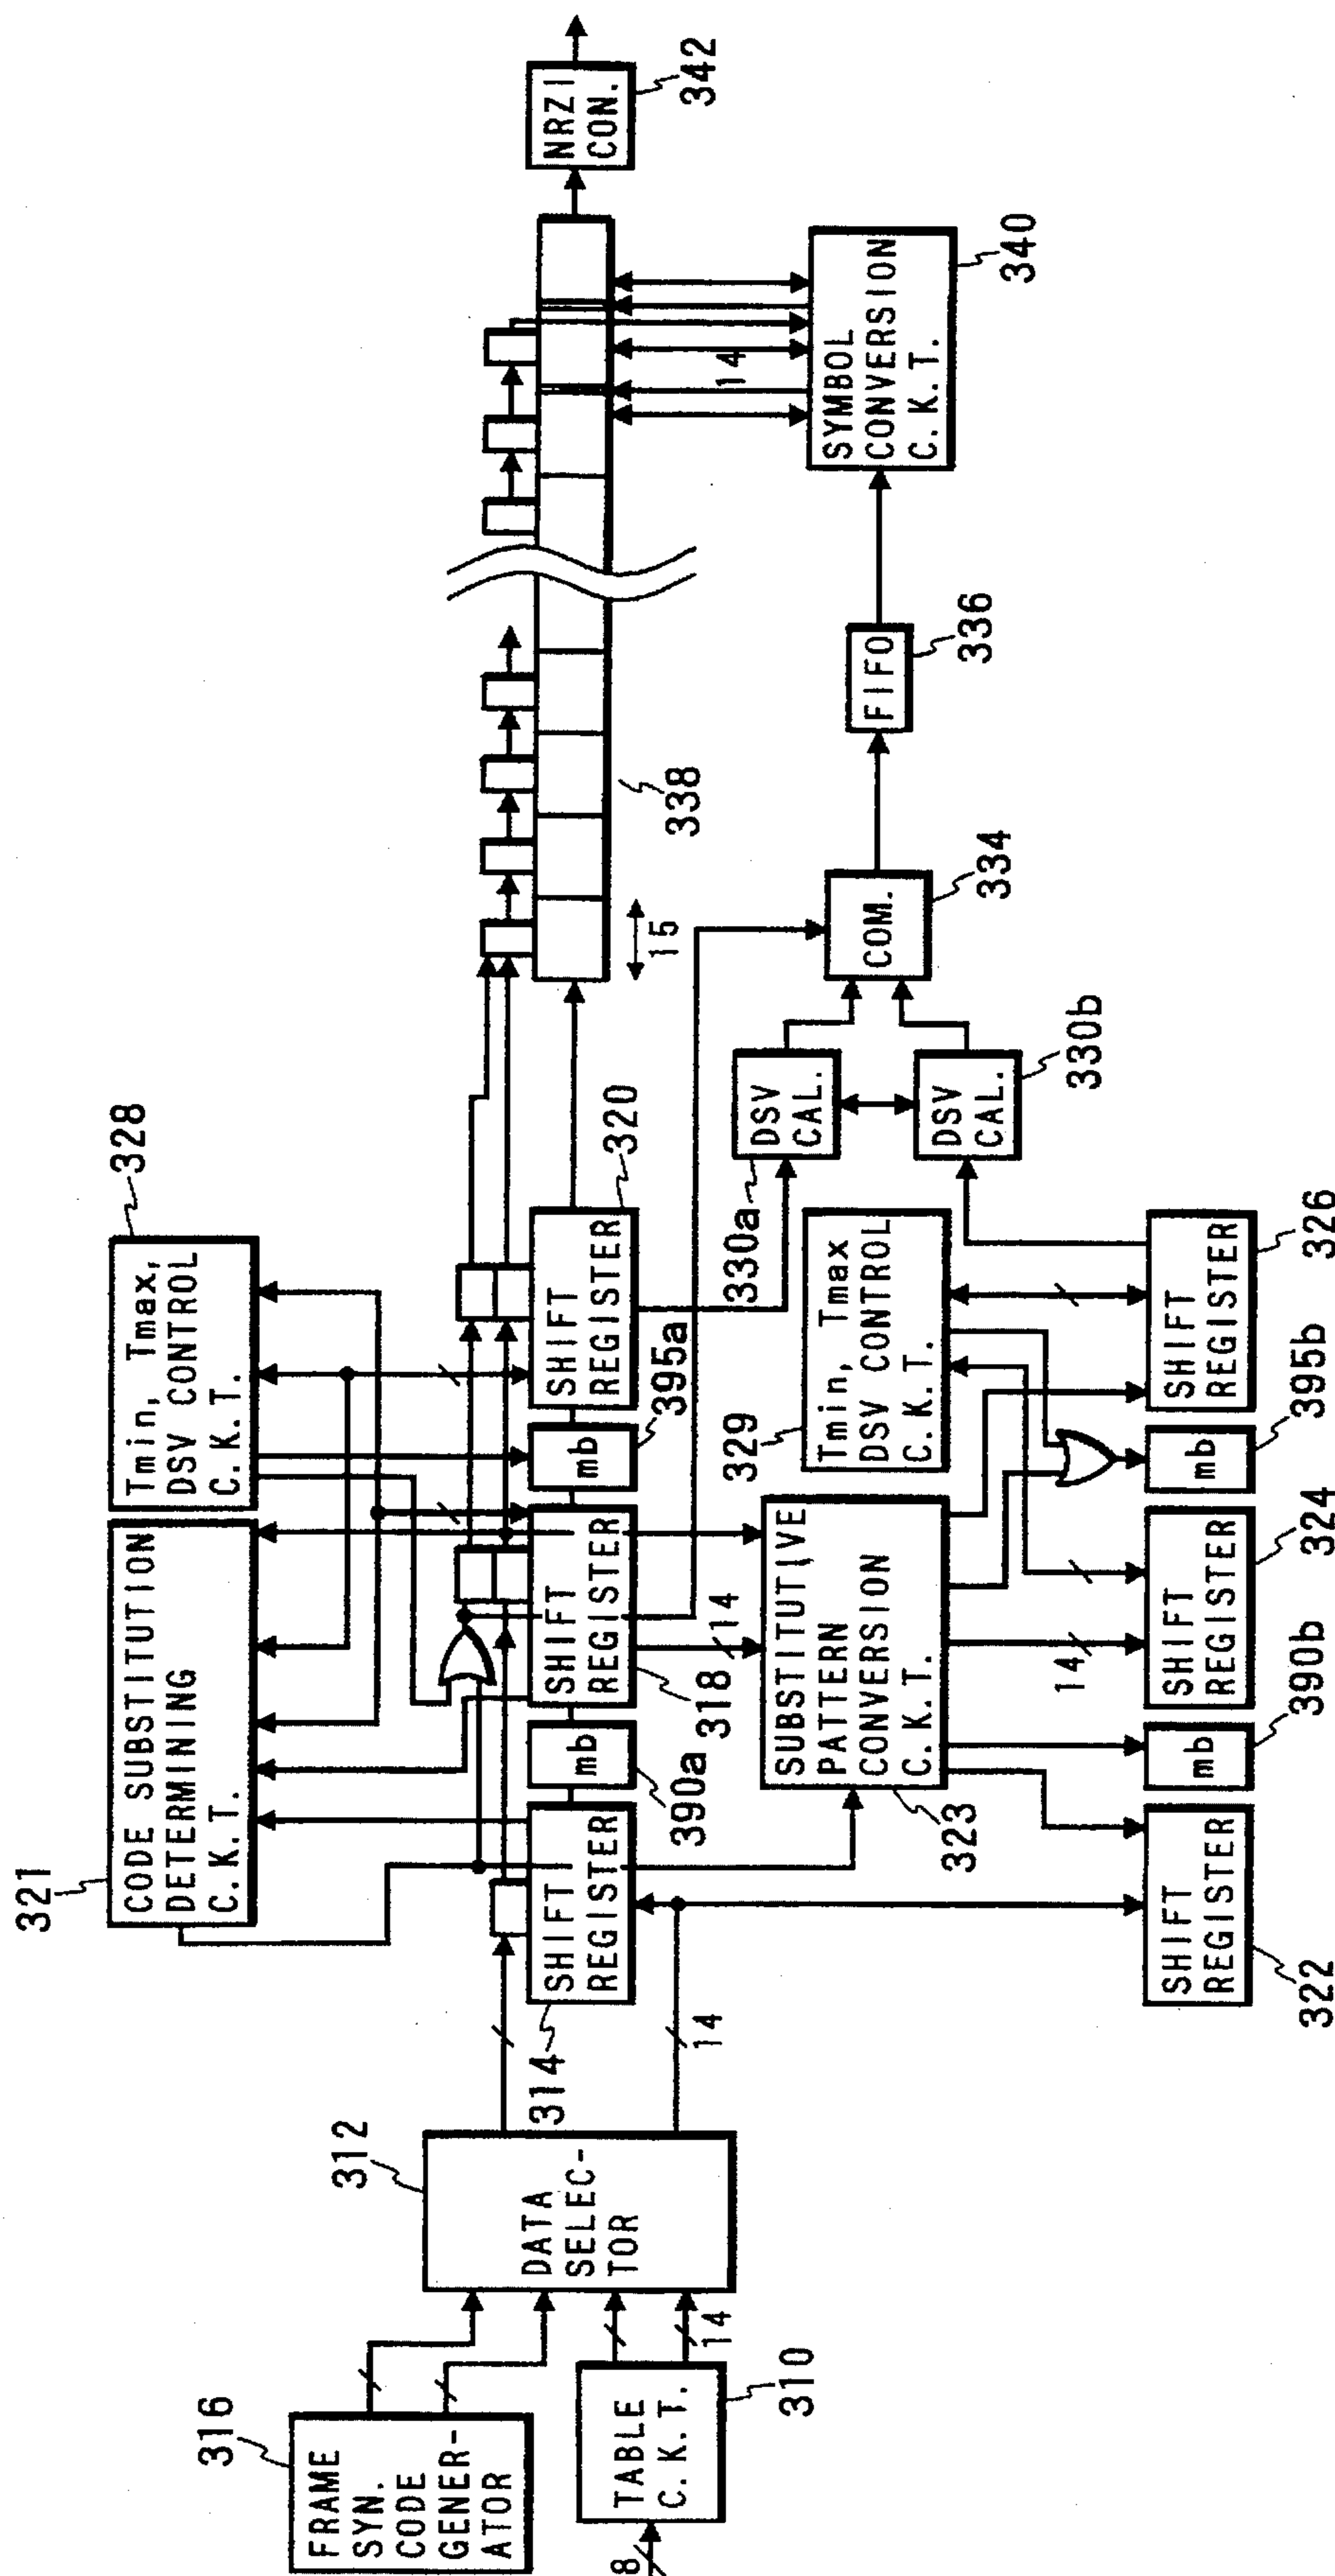 316
FRAME
SYN.
CODE
GENER-
ATOR
8
TABLE
C.K.T.
310
14
312
DATA
SELEC-
TOR
14
314
SHIFT
REGISTER
321
CODE SUBSTITUTION
DETERMINING
C.K.T.
mb
390a
SHIFT
REGISTER
318
14
328
Tmin, Tmax,
DSV CONTROL
C.K.T.
mb
395a
SHIFT
REGISTER
320
SUBSTITUTIVE
PATTERN
CONVERSION
C.K.T.
323
329
Tmin, Tmax
DSV CONTROL
C.K.T.
SHIFT
REGISTER
322
mb
390b
14
SHIFT
REGISTER
324
mb
395b
SHIFT
REGISTER
326
330a
DSV
CAL.
DSV
CAL.
330b
COM.
334
FIFO
336
15
338
14
SYMBOL
CONVERSION
C.K.T.
340
NRZI
CON.
342